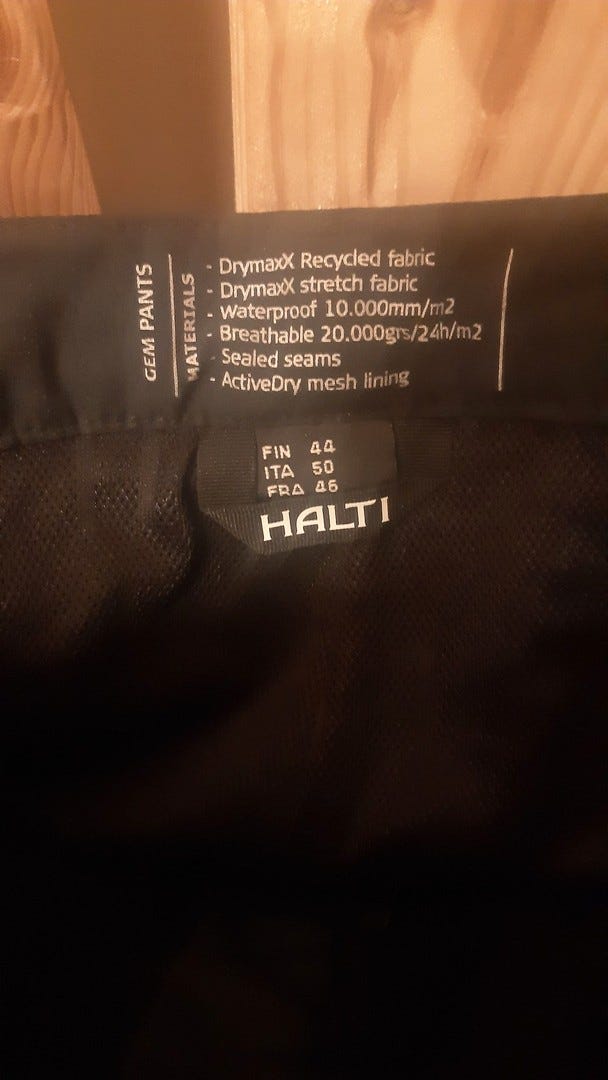 GEM PANTS
MATERIALS
- DrymaxX Recycled fabric
- DrymaxX stretch fabric
- Waterproof 10.000mm/m2
- Breathable 20.000grs/24h/m2
- Sealed seams
- ActiveDry mesh lining
FIN 44
ITA 50
FRA 46
HALTI